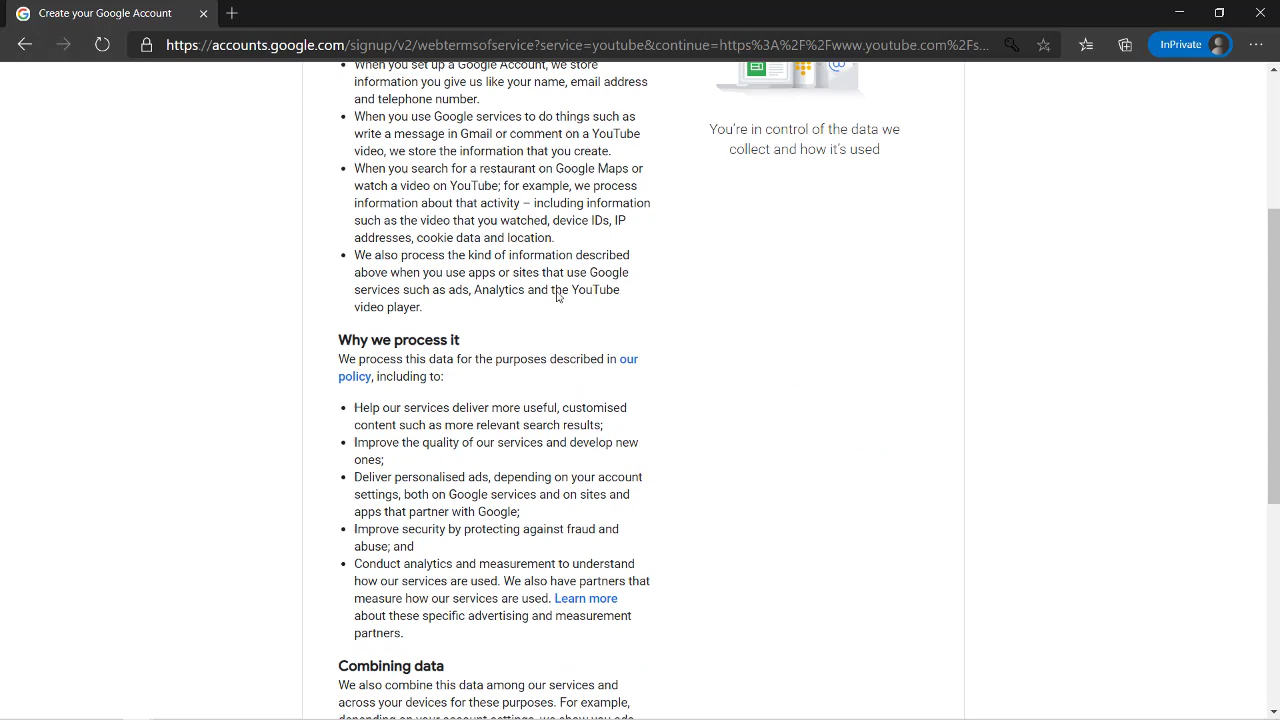 Create your Google Account
https://accounts.google.com/signup/v2/webtermsofservice?service=youtube&continue=https%3A%2F%2Fwww.youtube.com%2Fs...
InPrivate
When you set up a Google Account, we store
information you give us like your name, email address
and telephone number.
When you use Google services to do things such as
write a message in Gmail or comment on a YouTube
video, we store the information that you create.
When you search for a restaurant on Google Maps or
watch a video on YouTube; for example, we process
information about that activity – including information
such as the video that you watched, device IDs, IP
addresses, cookie data and location.
We also process the kind of information described
above when you use apps or sites that use Google
services such as ads, Analytics and the YouTube
video player.
You're in control of the data we
collect and how it's used
Why we process it
We process this data for the purposes described in our
policy, including to:
Help our services deliver more useful, customised
content such as more relevant search results;
Improve the quality of our services and develop new
ones;
Deliver personalised ads, depending on your account
settings, both on Google services and on sites and
apps that partner with Google;
Improve security by protecting against fraud and
abuse; and
Conduct analytics and measurement to understand
how our services are used. We also have partners that
measure how our services are used. Learn more
about these specific advertising and measurement
partners.
Combining data
We also combine this data among our services and
across your devices for these purposes. For example,
depending on your account settings, we show you ads